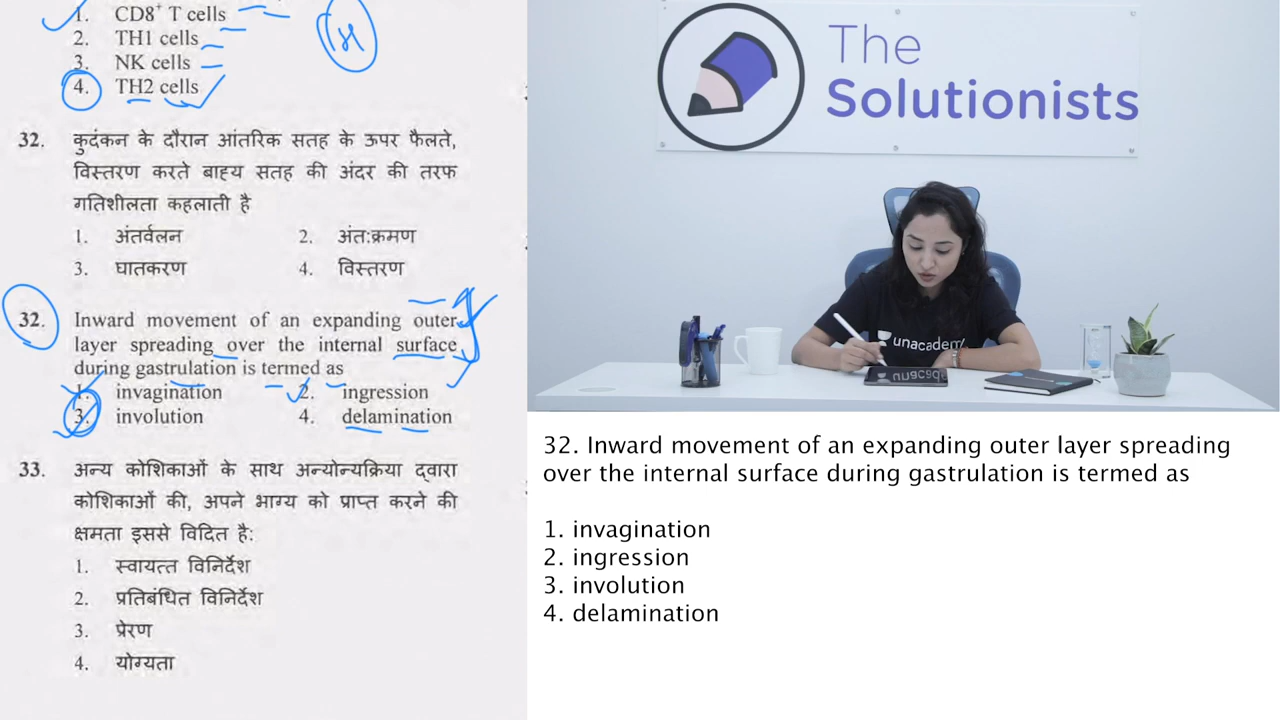 1. CD8⁺ T cells
2. TH1 cells
3. NK cells
4. TH2 cells
32. कुदंकन के दौरान आंतरिक सतह के ऊपर फैलते,
विस्तरण करते बाह्य सतह की अंदर की तरफ
गतिशीलता कहलाती है
1. अंतर्वलन 2. अंत:क्रमण
3. घातकरण 4. विस्तरण
32. Inward movement of an expanding outer
layer spreading over the internal surface
during gastrulation is termed as
1. invagination 2. ingression
3. involution 4. delamination
33. अन्य कोशिकाओं के साथ अन्योन्यक्रिया द्वारा
कोशिकाओं की, अपने भाग्य को प्राप्त करने की
क्षमता इससे विदित है:
1. स्वायत्त विनिर्देश
2. प्रतिबंधित विनिर्देश
3. प्रेरण
4. योग्यता
The
Solutionists
unacademy
32. Inward movement of an expanding outer layer spreading
over the internal surface during gastrulation is termed as
1. invagination
2. ingression
3. involution
4. delamination